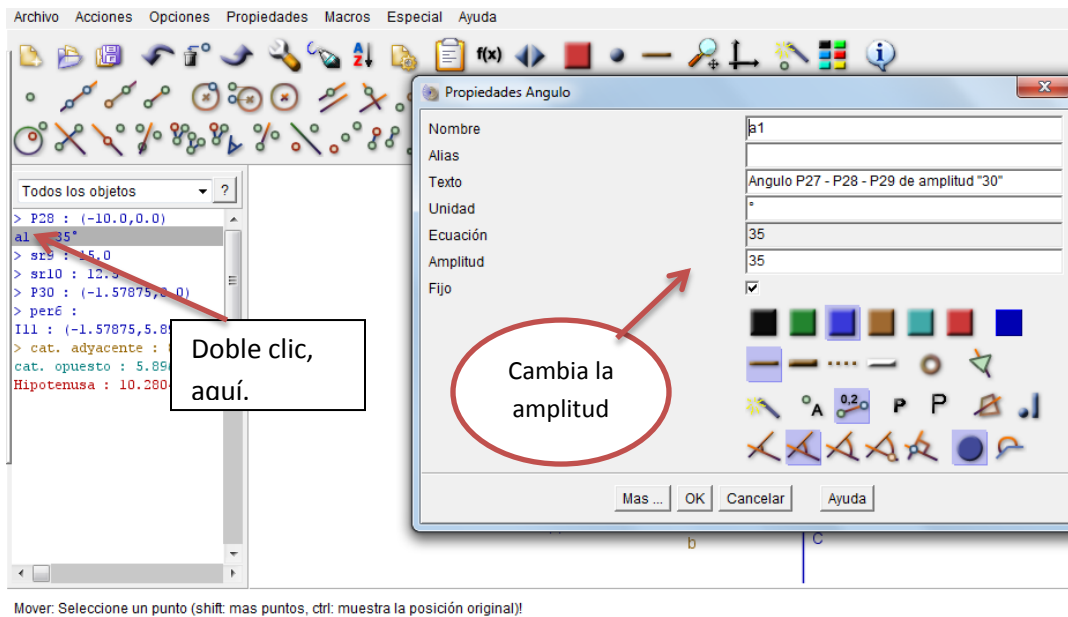 Archivo Acciones Opciones Propiedades Macros Especial Ayuda
f(x)
Propiedades Angulo
Nombre a1
Alias
Texto Angulo P27 - P28 - P29 de amplitud "30"
Unidad °
Ecuación 35
Amplitud 35
Fijo
Todos los objetos ?
> P28 : (-10.0,0.0)
a1 35°
> sr9 : 15.0
> sr10 : 12.5
> P30 : (-1.57875,0.0)
> per6 :
I11 : (-1.57875,5.89
> cat. adyacente :
cat. opuesto : 5.89
Hipotenusa : 10.280
Doble clic,
aquí.
Cambia la
amplitud
A 0,2 P P
Mas ... OK Cancelar Ayuda
b C
Mover: Seleccione un punto (shift: mas puntos, ctrl: muestra la posición original)!